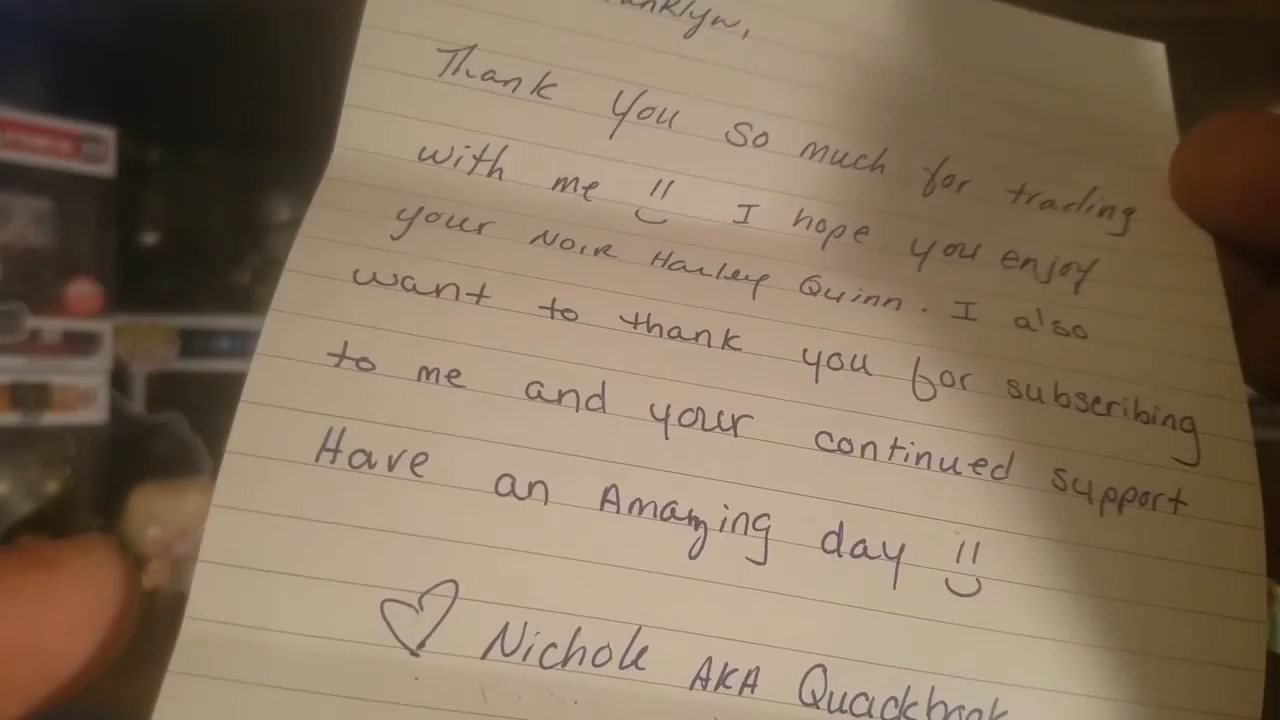 Thank You so much for trading
with me I hope you enjoy
your Noir Harley Quinn. I also
want to thank you for subscribing
to me and your continued support
Have an Amazing day
Nichole AKA